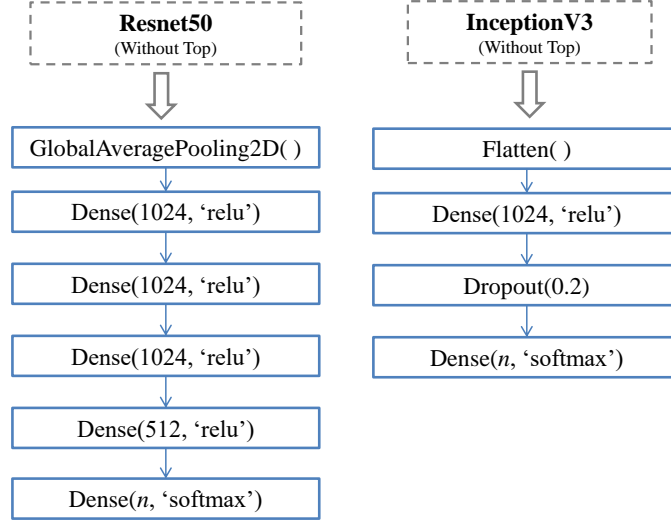 Resnet50
(Without Top)
GlobalAveragePooling2D( )
Dense(1024, ‘relu’)
Dense(1024, ‘relu’)
Dense(1024, ‘relu’)
Dense(512, ‘relu’)
Dense(n, ‘softmax’)
InceptionV3
(Without Top)
Flatten( )
Dense(1024, ‘relu’)
Dropout(0.2)
Dense(n, ‘softmax’)